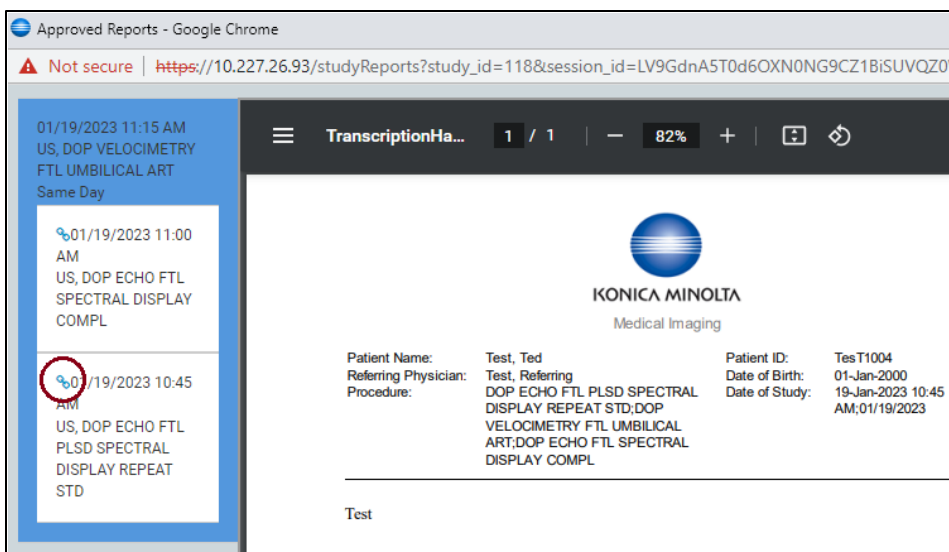 Approved Reports - Google Chrome
Not secure | https://10.227.26.93/studyReports?study_id=118&session_id=LV9GdnA5T0d6OXN0NG9CZ1BiSUVQZ0
01/19/2023 11:15 AM
US, DOP VELOCIMETRY
FTL UMBILICAL ART
Same Day
01/19/2023 11:00
AM
US, DOP ECHO FTL
SPECTRAL DISPLAY
COMPL
01/19/2023 10:45
AM
US, DOP ECHO FTL
PLSD SPECTRAL
DISPLAY REPEAT
STD
TranscriptionHa... 1 / 1 | — 82% + |
KONICA MINOLTA
Medical Imaging
Patient Name: Test, Ted Patient ID: TesT1004
Referring Physician: Test, Referring Date of Birth: 01-Jan-2000
Procedure: DOP ECHO FTL PLSD SPECTRAL Date of Study: 19-Jan-2023 10:45
DISPLAY REPEAT STD;DOP AM;01/19/2023
VELOCIMETRY FTL UMBILICAL
ART;DOP ECHO FTL SPECTRAL
DISPLAY COMPL
Test